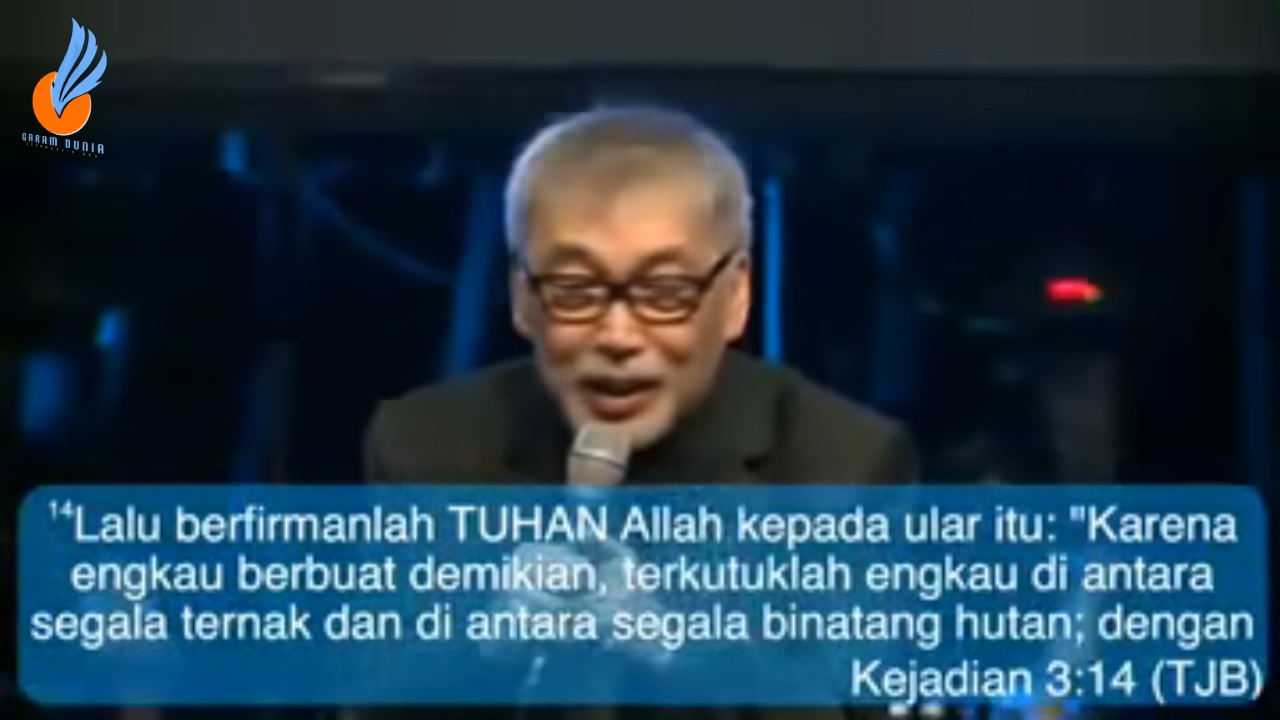 GARAM DUNIA
¹⁴Lalu berfirmanlah TUHAN Allah kepada ular itu: "Karena
engkau berbuat demikian, terkutuklah engkau di antara
segala ternak dan di antara segala binatang hutan; dengan
Kejadian 3:14 (TJB)